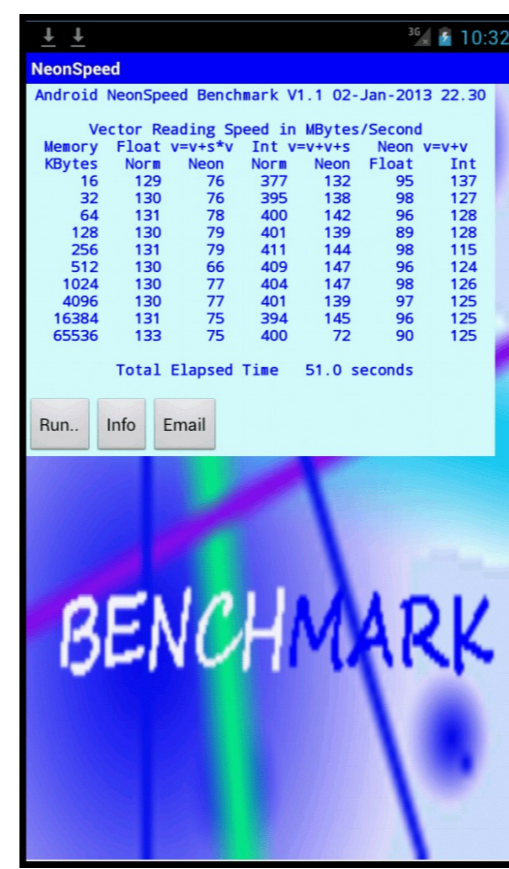 3G 10:32
NeonSpeed
Android NeonSpeed Benchmark V1.1 02-Jan-2013 22.30
Vector Reading Speed in MBytes/Second
Memory Float v=v+s*v Int v=v+v+s Neon v=v+v
KBytes Norm Neon Norm Neon Float Int
16 129 76 377 132 95 137
32 130 76 395 138 98 127
64 131 78 400 142 96 128
128 130 79 401 139 89 128
256 131 79 411 144 98 115
512 130 66 409 147 96 124
1024 130 77 404 147 98 126
4096 130 77 401 139 97 125
16384 131 75 394 145 96 125
65536 133 75 400 72 90 125
Total Elapsed Time 51.0 seconds
Run.. Info Email
BENCHMARK